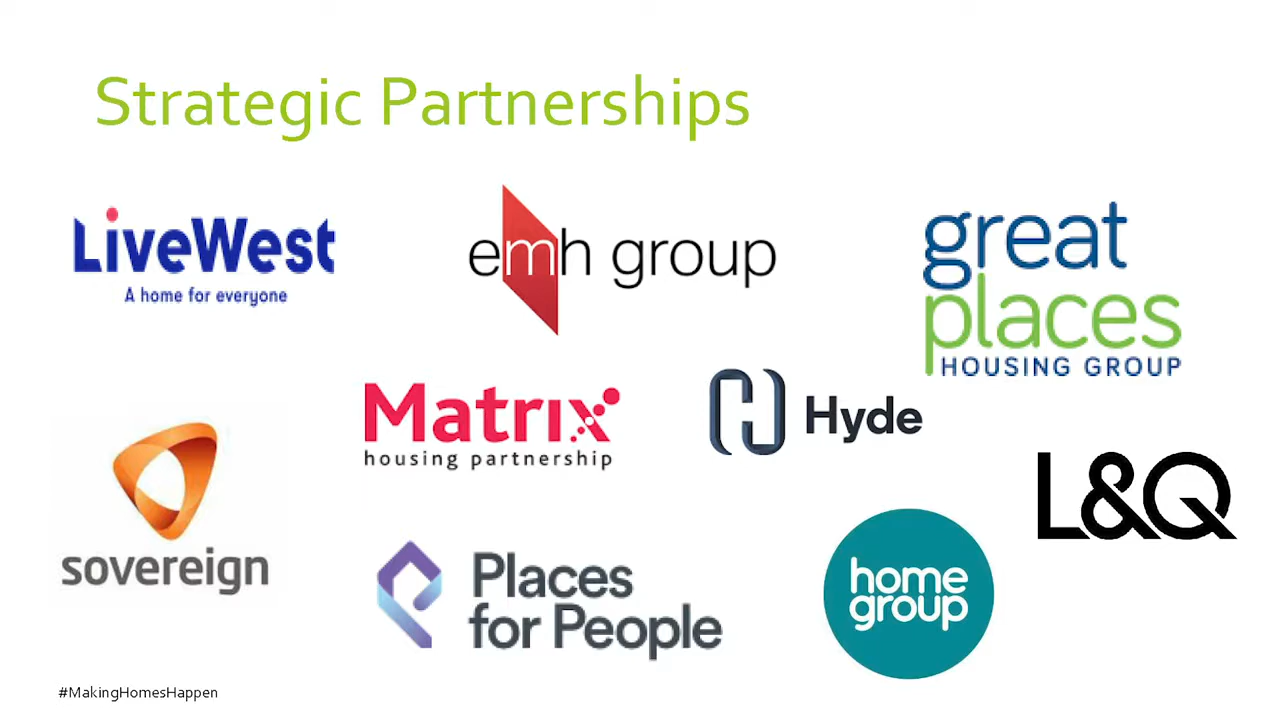 Strategic Partnerships
LiveWest
A home for everyone
emh group
great
places
HOUSING GROUP
Matrix
housing partnership
Hyde
L&Q
sovereign
Places
for People
home
group
#MakingHomesHappen